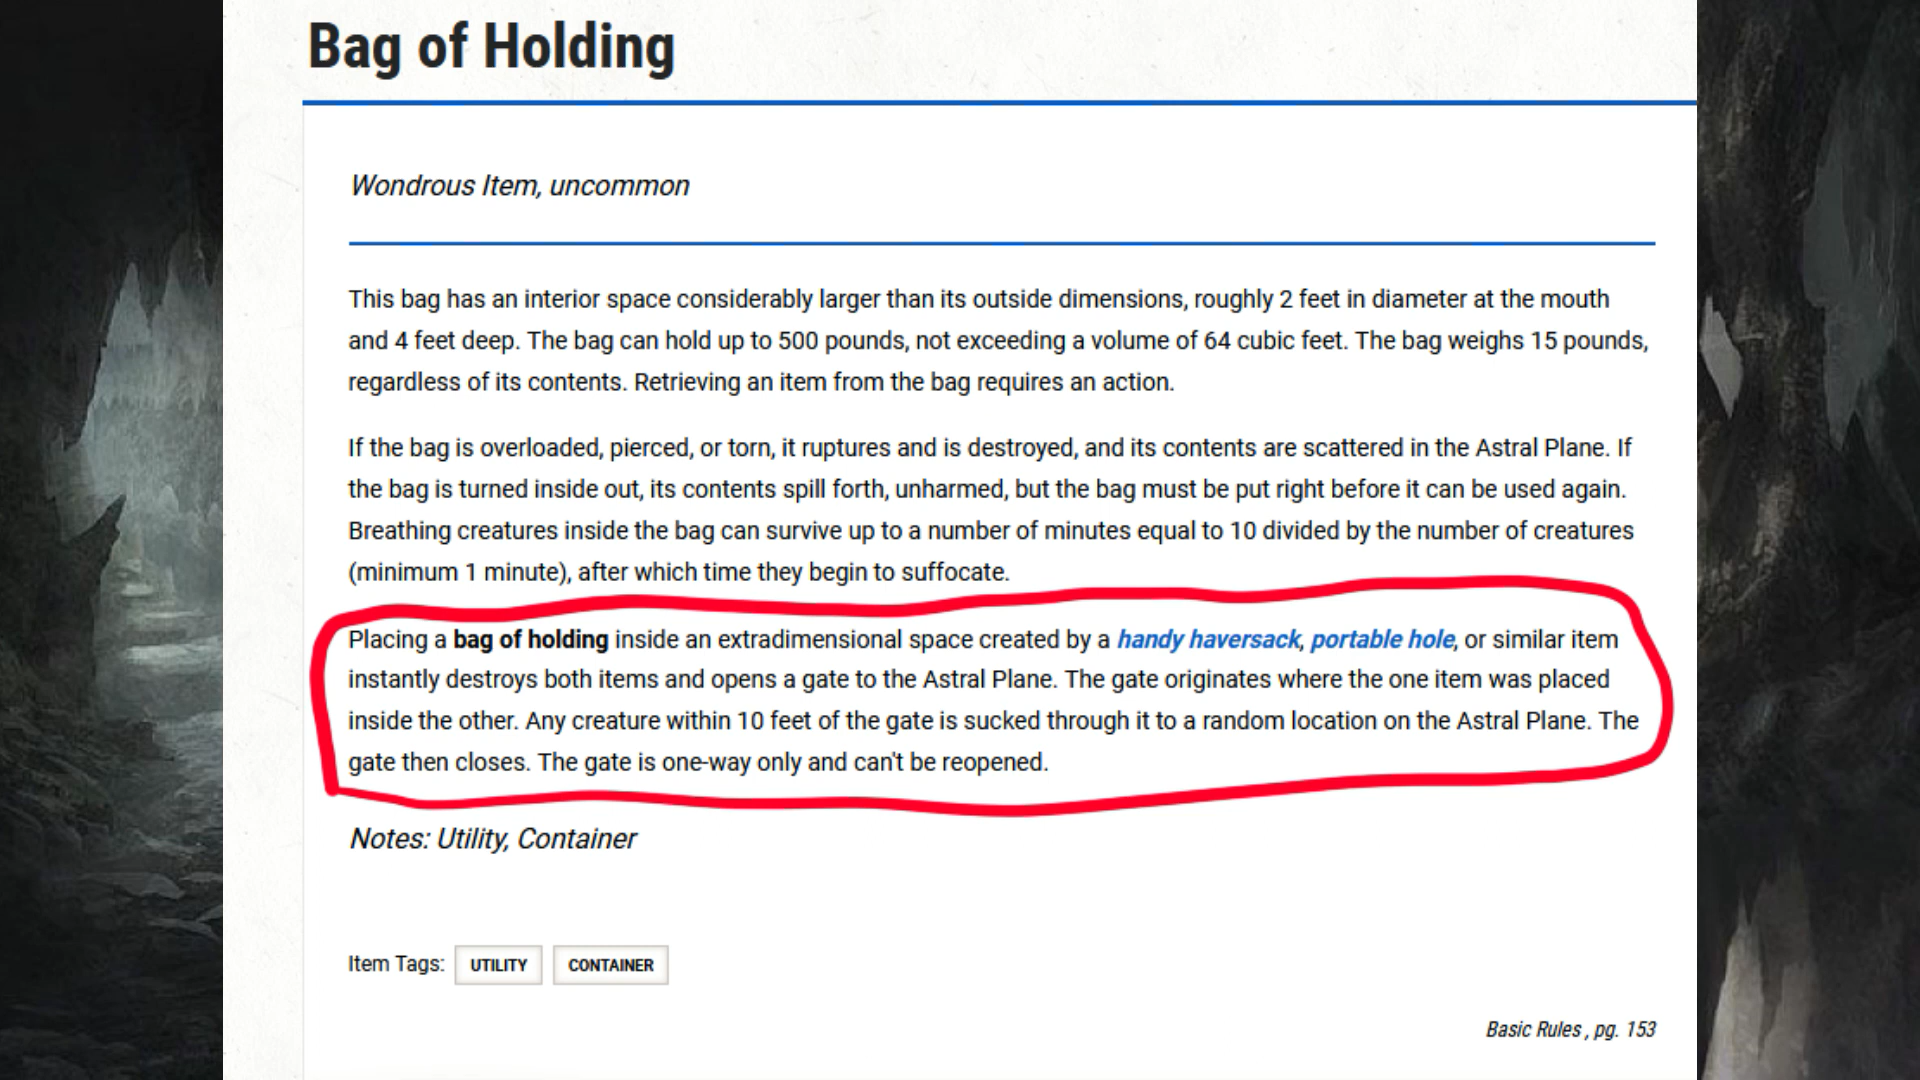 Bag of Holding
Wondrous Item, uncommon
This bag has an interior space considerably larger than its outside dimensions, roughly 2 feet in diameter at the mouth
and 4 feet deep. The bag can hold up to 500 pounds, not exceeding a volume of 64 cubic feet. The bag weighs 15 pounds,
regardless of its contents. Retrieving an item from the bag requires an action.
If the bag is overloaded, pierced, or torn, it ruptures and is destroyed, and its contents are scattered in the Astral Plane. If
the bag is turned inside out, its contents spill forth, unharmed, but the bag must be put right before it can be used again.
Breathing creatures inside the bag can survive up to a number of minutes equal to 10 divided by the number of creatures
(minimum 1 minute), after which time they begin to suffocate.
Placing a bag of holding inside an extradimensional space created by a handy haversack, portable hole, or similar item
instantly destroys both items and opens a gate to the Astral Plane. The gate originates where the one item was placed
inside the other. Any creature within 10 feet of the gate is sucked through it to a random location on the Astral Plane. The
gate then closes. The gate is one-way only and can't be reopened.
Notes: Utility, Container
Item Tags: UTILITY CONTAINER
Basic Rules , pg. 153